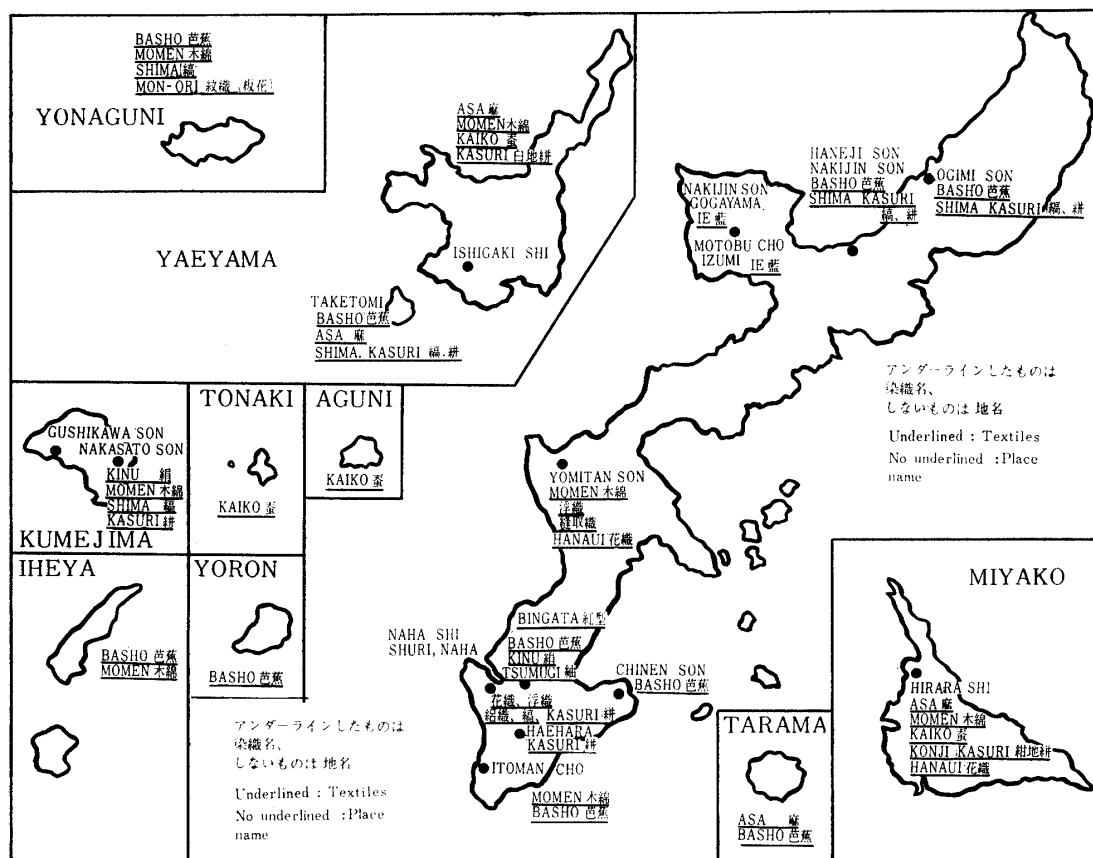 BASHO 芭蕉
MOMEN 木綿
SHIMA 縞
MON-ORI 紋織(板花)
YONAGUNI
ASA 麻
MOMEN 木綿
KAIKO 蚕
KASURI 白地絣
YAEYAMA
ISHIGAKI SHI
TAKETOMI
BASHO 芭蕉
ASA 麻
SHIMA. KASURI 縞.絣
NAKIJIN SON
GOGAYAMA
IE 藍
MOTOBU CHO
IZUMI IE 藍
HANEJI SON
NAKIJIN SON
BASHO 芭蕉
SHIMA KASURI
縞、絣
OGIMI SON
BASHO 芭蕉
SHIMA KASURI 縞、絣
アンダーラインしたものは
染織名、
しないものは 地名
Underlined : Textiles
No underlined :Place
name
GUSHIKAWA SON
NAKASATO SON
KINU 絹
MOMEN 木綿
SHIMA 縞
KASURI 絣
KUMEJIMA
TONAKI
KAIKO 蚕
AGUNI
KAIKO 蚕
YOMITAN SON
MOMEN 木綿
浮織
縫取織
HANAUI 花織
IHEYA
BASHO 芭蕉
MOMEN 木綿
YORON
BASHO 芭蕉
BINGATA 紅型
NAHA SHI
SHURI, NAHA
BASHO 芭蕉
KINU 絹
TSUMUGI 紬
花織、浮織
絽織、縞、KASURI 絣
CHINEN SON
BASHO 芭蕉
HAEHARA
KASURI 絣
ITOMAN CHO
MOMEN 木綿
BASHO 芭蕉
アンダーラインしたものは
染織名、
しないものは 地名
Underlined : Textiles
No underlined :Place
name
TARAMA
ASA 麻
BASHO 芭蕉
MIYAKO
HIRARA SHI
ASA 麻
MOMEN 木綿
KAIKO 蚕
KONJI KASURI 紺地絣
HANAUI 花織